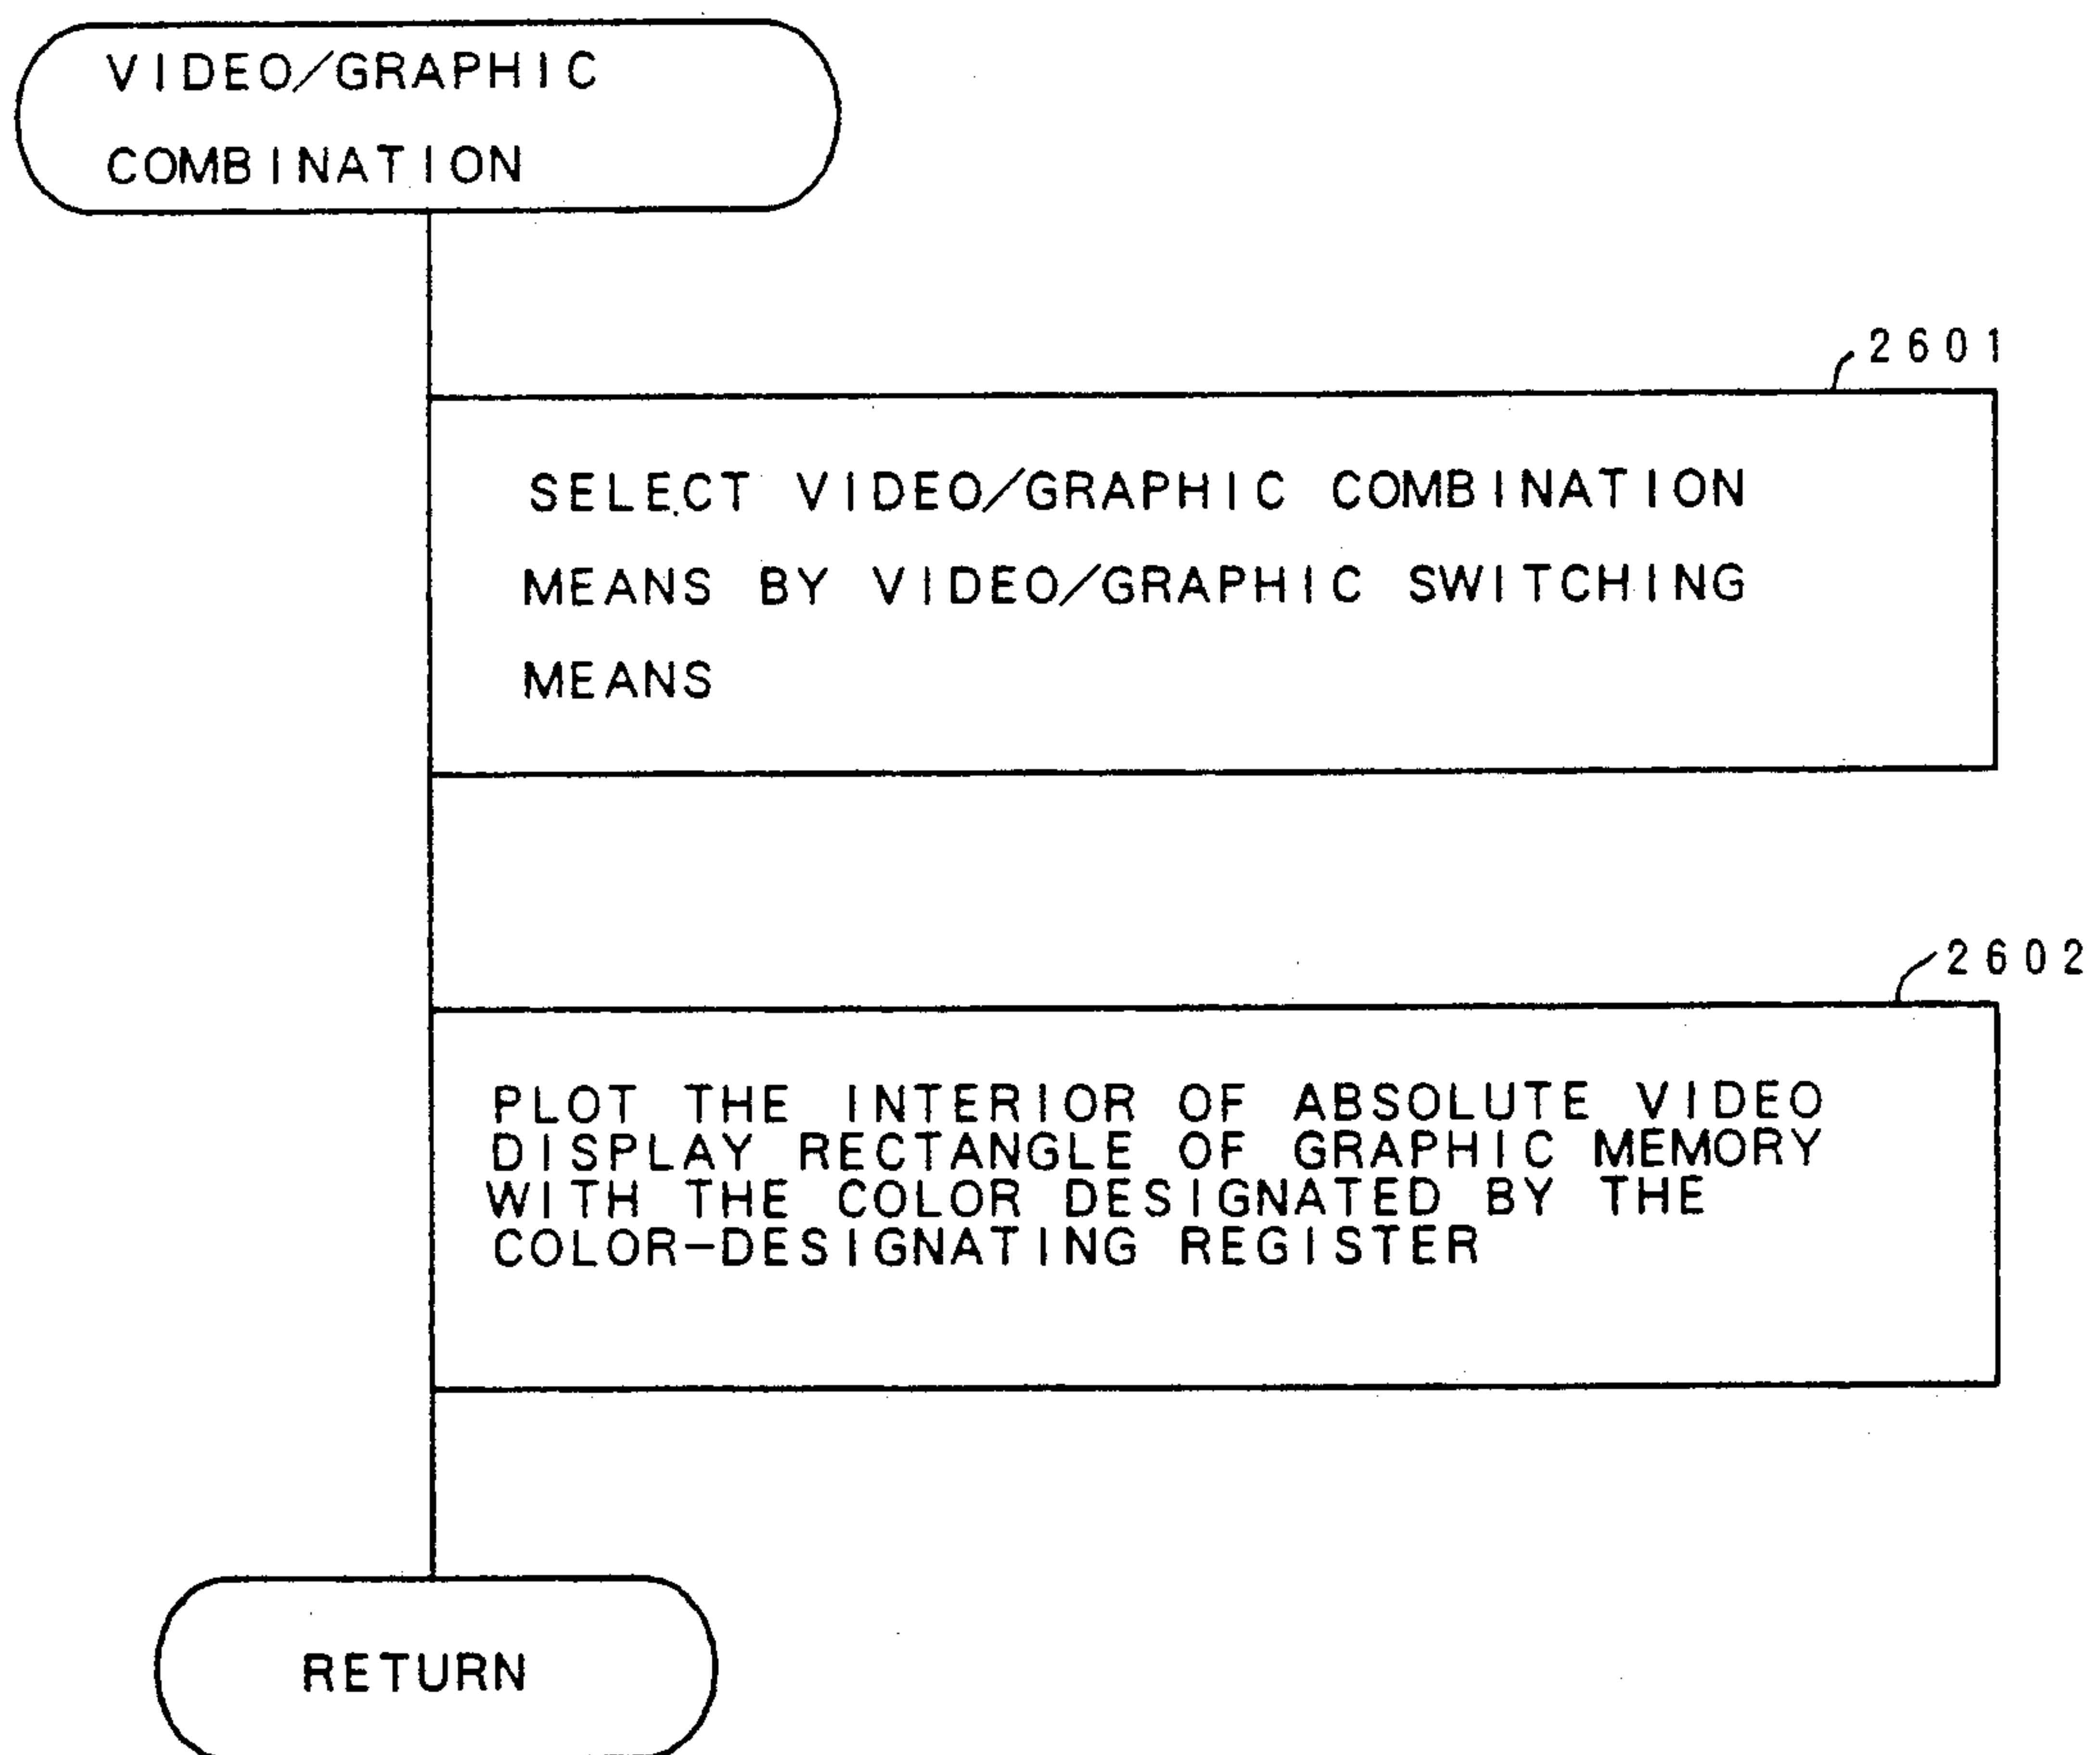 VIDEO/GRAPHIC
COMBINATION
2601
SELECT VIDEO/GRAPHIC COMBINATION
MEANS BY VIDEO/GRAPHIC SWITCHING
MEANS
2602
PLOT THE INTERIOR OF ABSOLUTE VIDEO
DISPLAY RECTANGLE OF GRAPHIC MEMORY
WITH THE COLOR DESIGNATED BY THE
COLOR-DESIGNATING REGISTER
RETURN